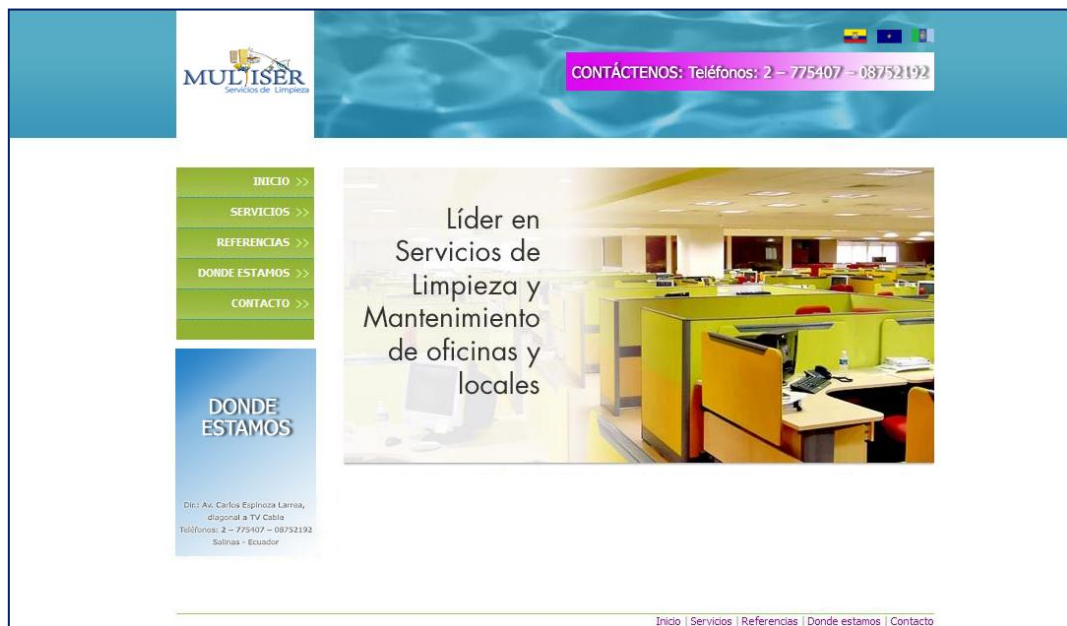 MULTISER
Servicios de Limpieza
CONTÁCTENOS: Teléfonos: 2 – 775407 – 08752192
INICIO >>
SERVICIOS >>
REFERENCIAS >>
DONDE ESTAMOS >>
CONTACTO >>
Líder en
Servicios de
Limpieza y
Mantenimiento
de oficinas y
locales
DONDE
ESTAMOS
Dir.: Av. Carlos Espinoza Larrea,
diagonal a TV Cable
Teléfonos: 2 – 775407 – 08752192
Salinas - Ecuador
Inicio | Servicios | Referencias | Donde estamos | Contacto